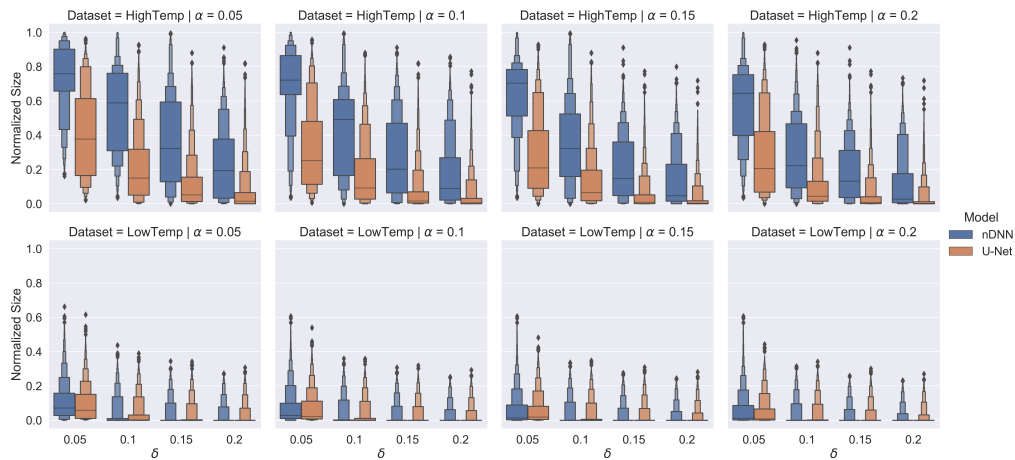 Dataset = HighTemp | α = 0.05
Dataset = HighTemp | α = 0.1
Dataset = HighTemp | α = 0.15
Dataset = HighTemp | α = 0.2
Normalized Size
1.0
0.8
0.6
0.4
0.2
0.0
Model
nDNN
U-Net
Dataset = LowTemp | α = 0.05
Dataset = LowTemp | α = 0.1
Dataset = LowTemp | α = 0.15
Dataset = LowTemp | α = 0.2
Normalized Size
1.0
0.8
0.6
0.4
0.2
0.0
0.05 0.1 0.15 0.2
0.05 0.1 0.15 0.2
0.05 0.1 0.15 0.2
0.05 0.1 0.15 0.2
δ
δ
δ
δ